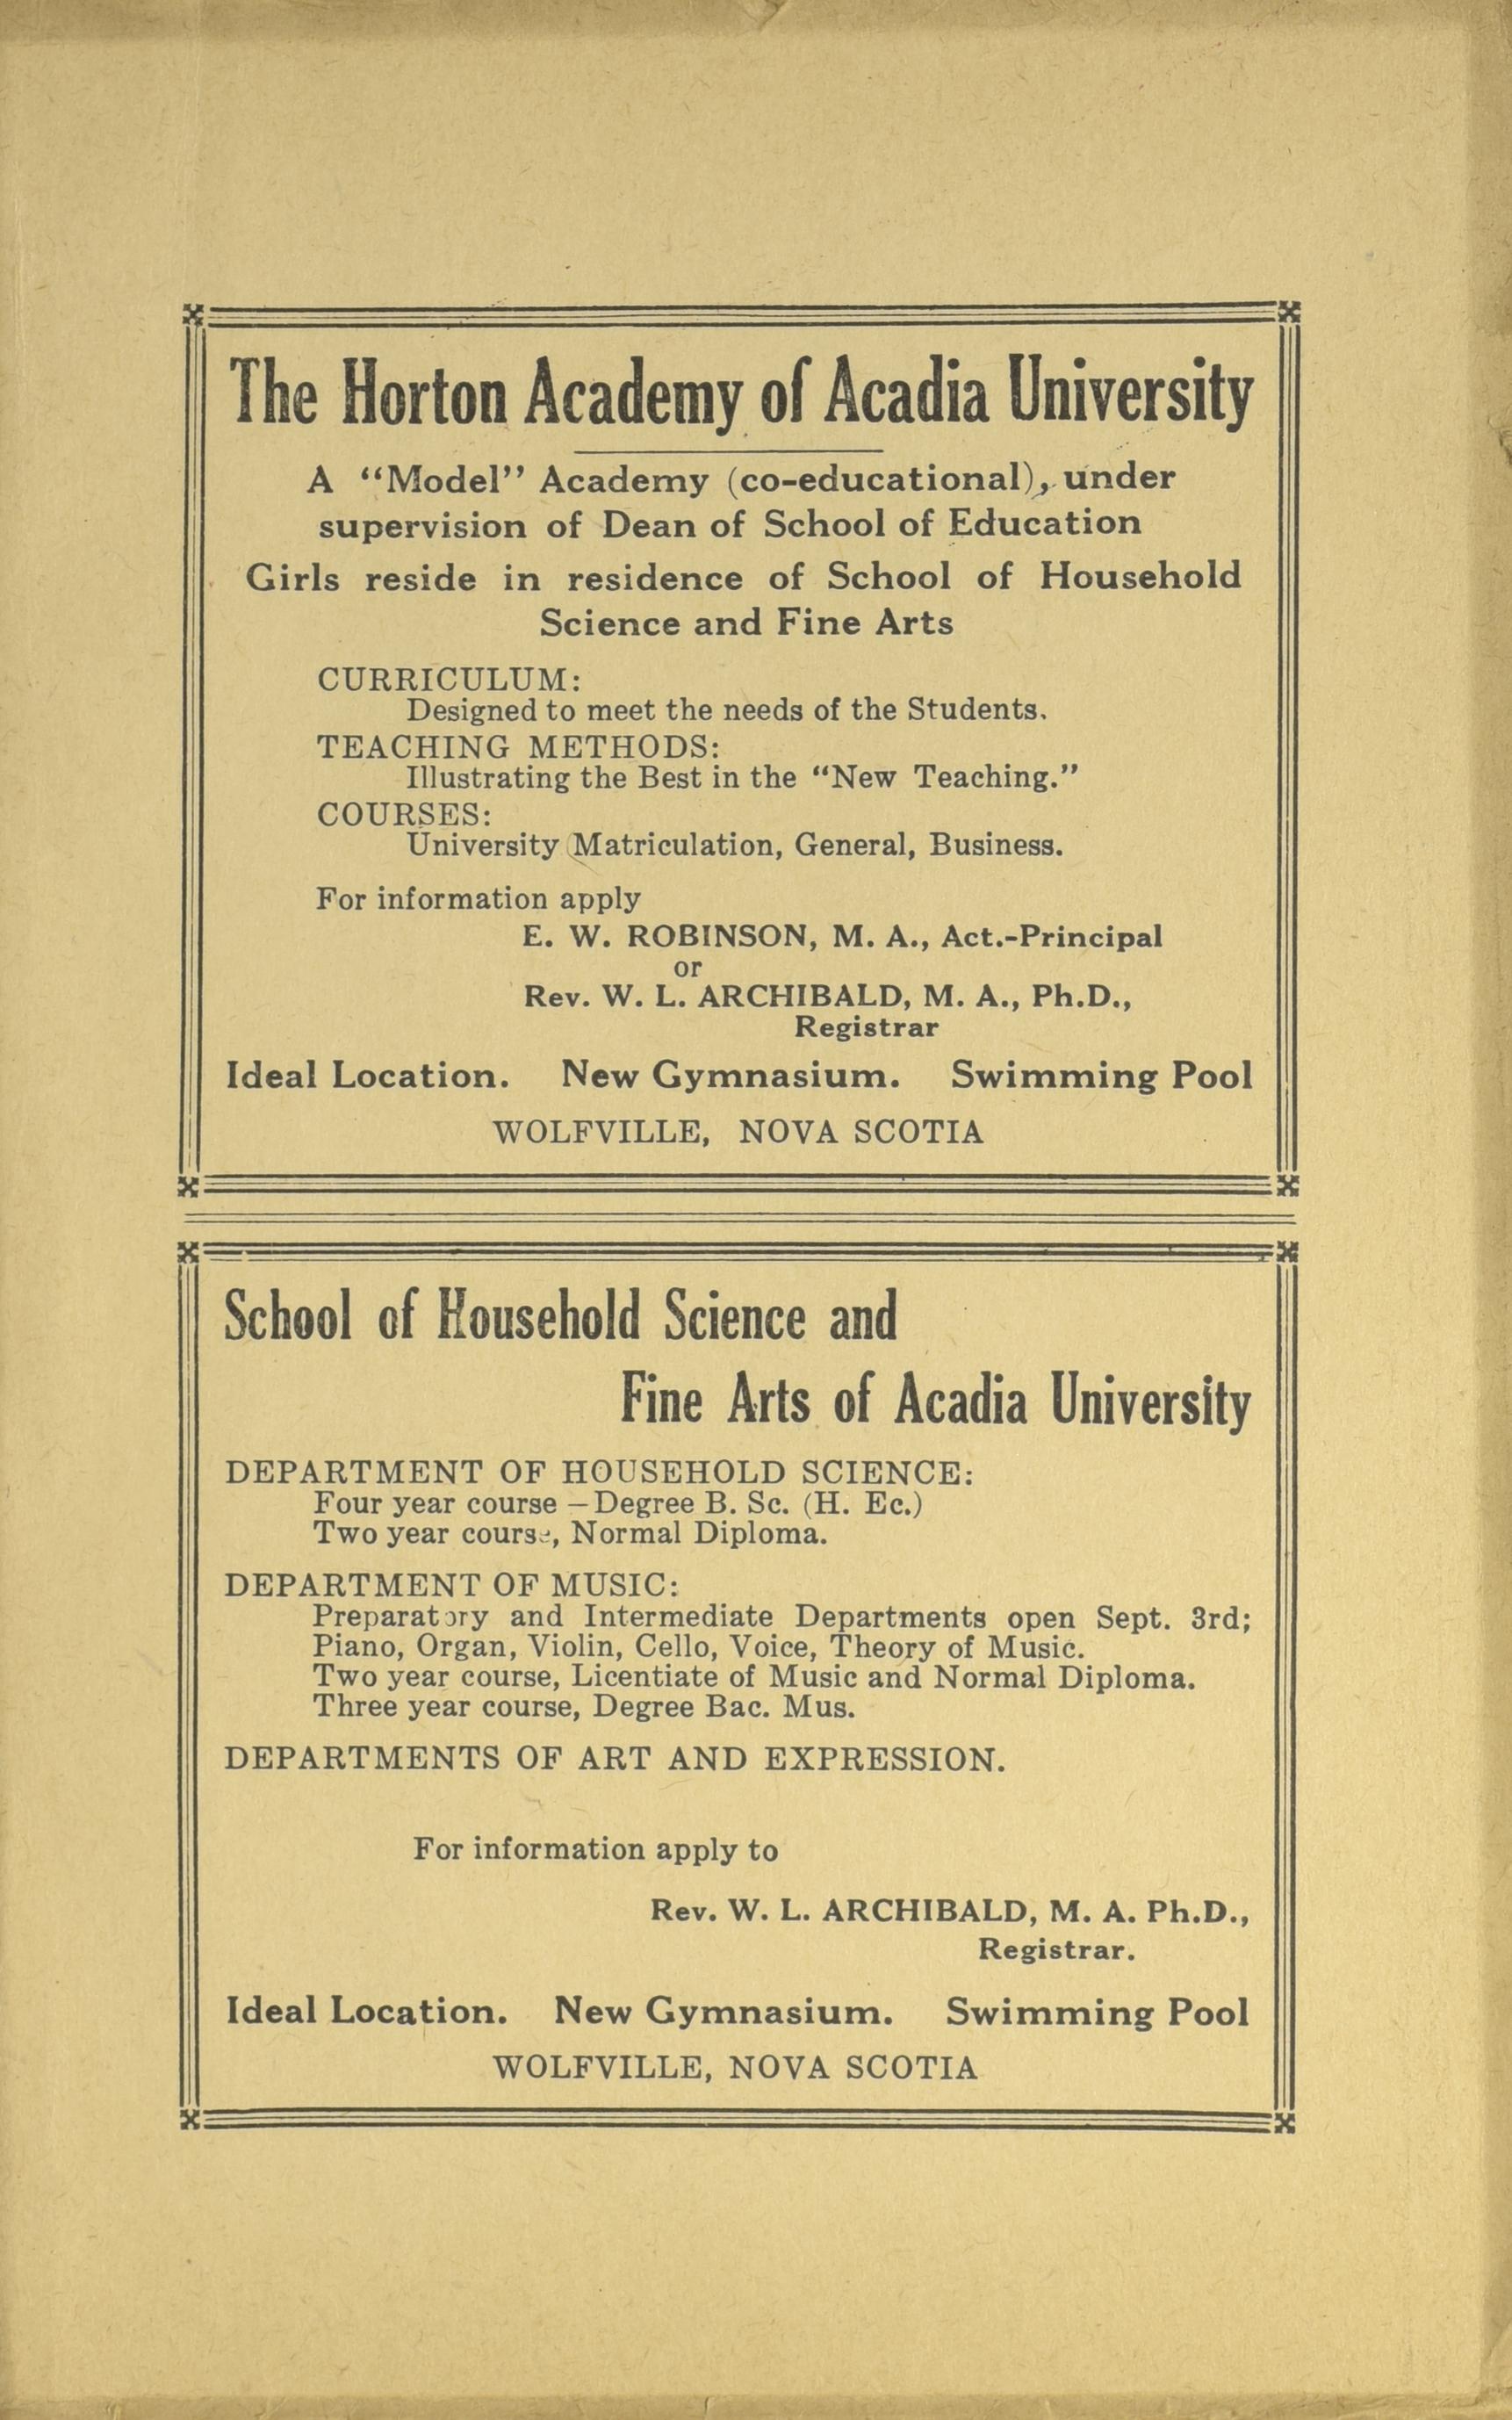 The Horton Academy of Acadia University
A “Model” Academy (co-educational), under
supervision of Dean of School of Education
Girls reside in residence of School of Household
Science and Fine Arts
CURRICULUM:
Designed to meet the needs of the Students.
TEACHING METHODS:
Illustrating the Best in the “New Teaching.”
COURSES:
University Matriculation, General, Business.
For information apply
E. W. ROBINSON, M. A., Act.-Principal
or
Rev. W. L. ARCHIBALD, M. A., Ph.D.,
Registrar
Ideal Location. New Gymnasium. Swimming Pool
WOLFVILLE, NOVA SCOTIA
School of Household Science and
Fine Arts of Acadia University
DEPARTMENT OF HOUSEHOLD SCIENCE:
Four year course – Degree B. Sc. (H. Ec.)
Two year course, Normal Diploma.
DEPARTMENT OF MUSIC:
Preparatory and Intermediate Departments open Sept. 3rd;
Piano, Organ, Violin, Cello, Voice, Theory of Music.
Two year course, Licentiate of Music and Normal Diploma.
Three year course, Degree Bac. Mus.
DEPARTMENTS OF ART AND EXPRESSION.
For information apply to
Rev. W. L. ARCHIBALD, M. A. Ph.D.,
Registrar.
Ideal Location. New Gymnasium. Swimming Pool
WOLFVILLE, NOVA SCOTIA